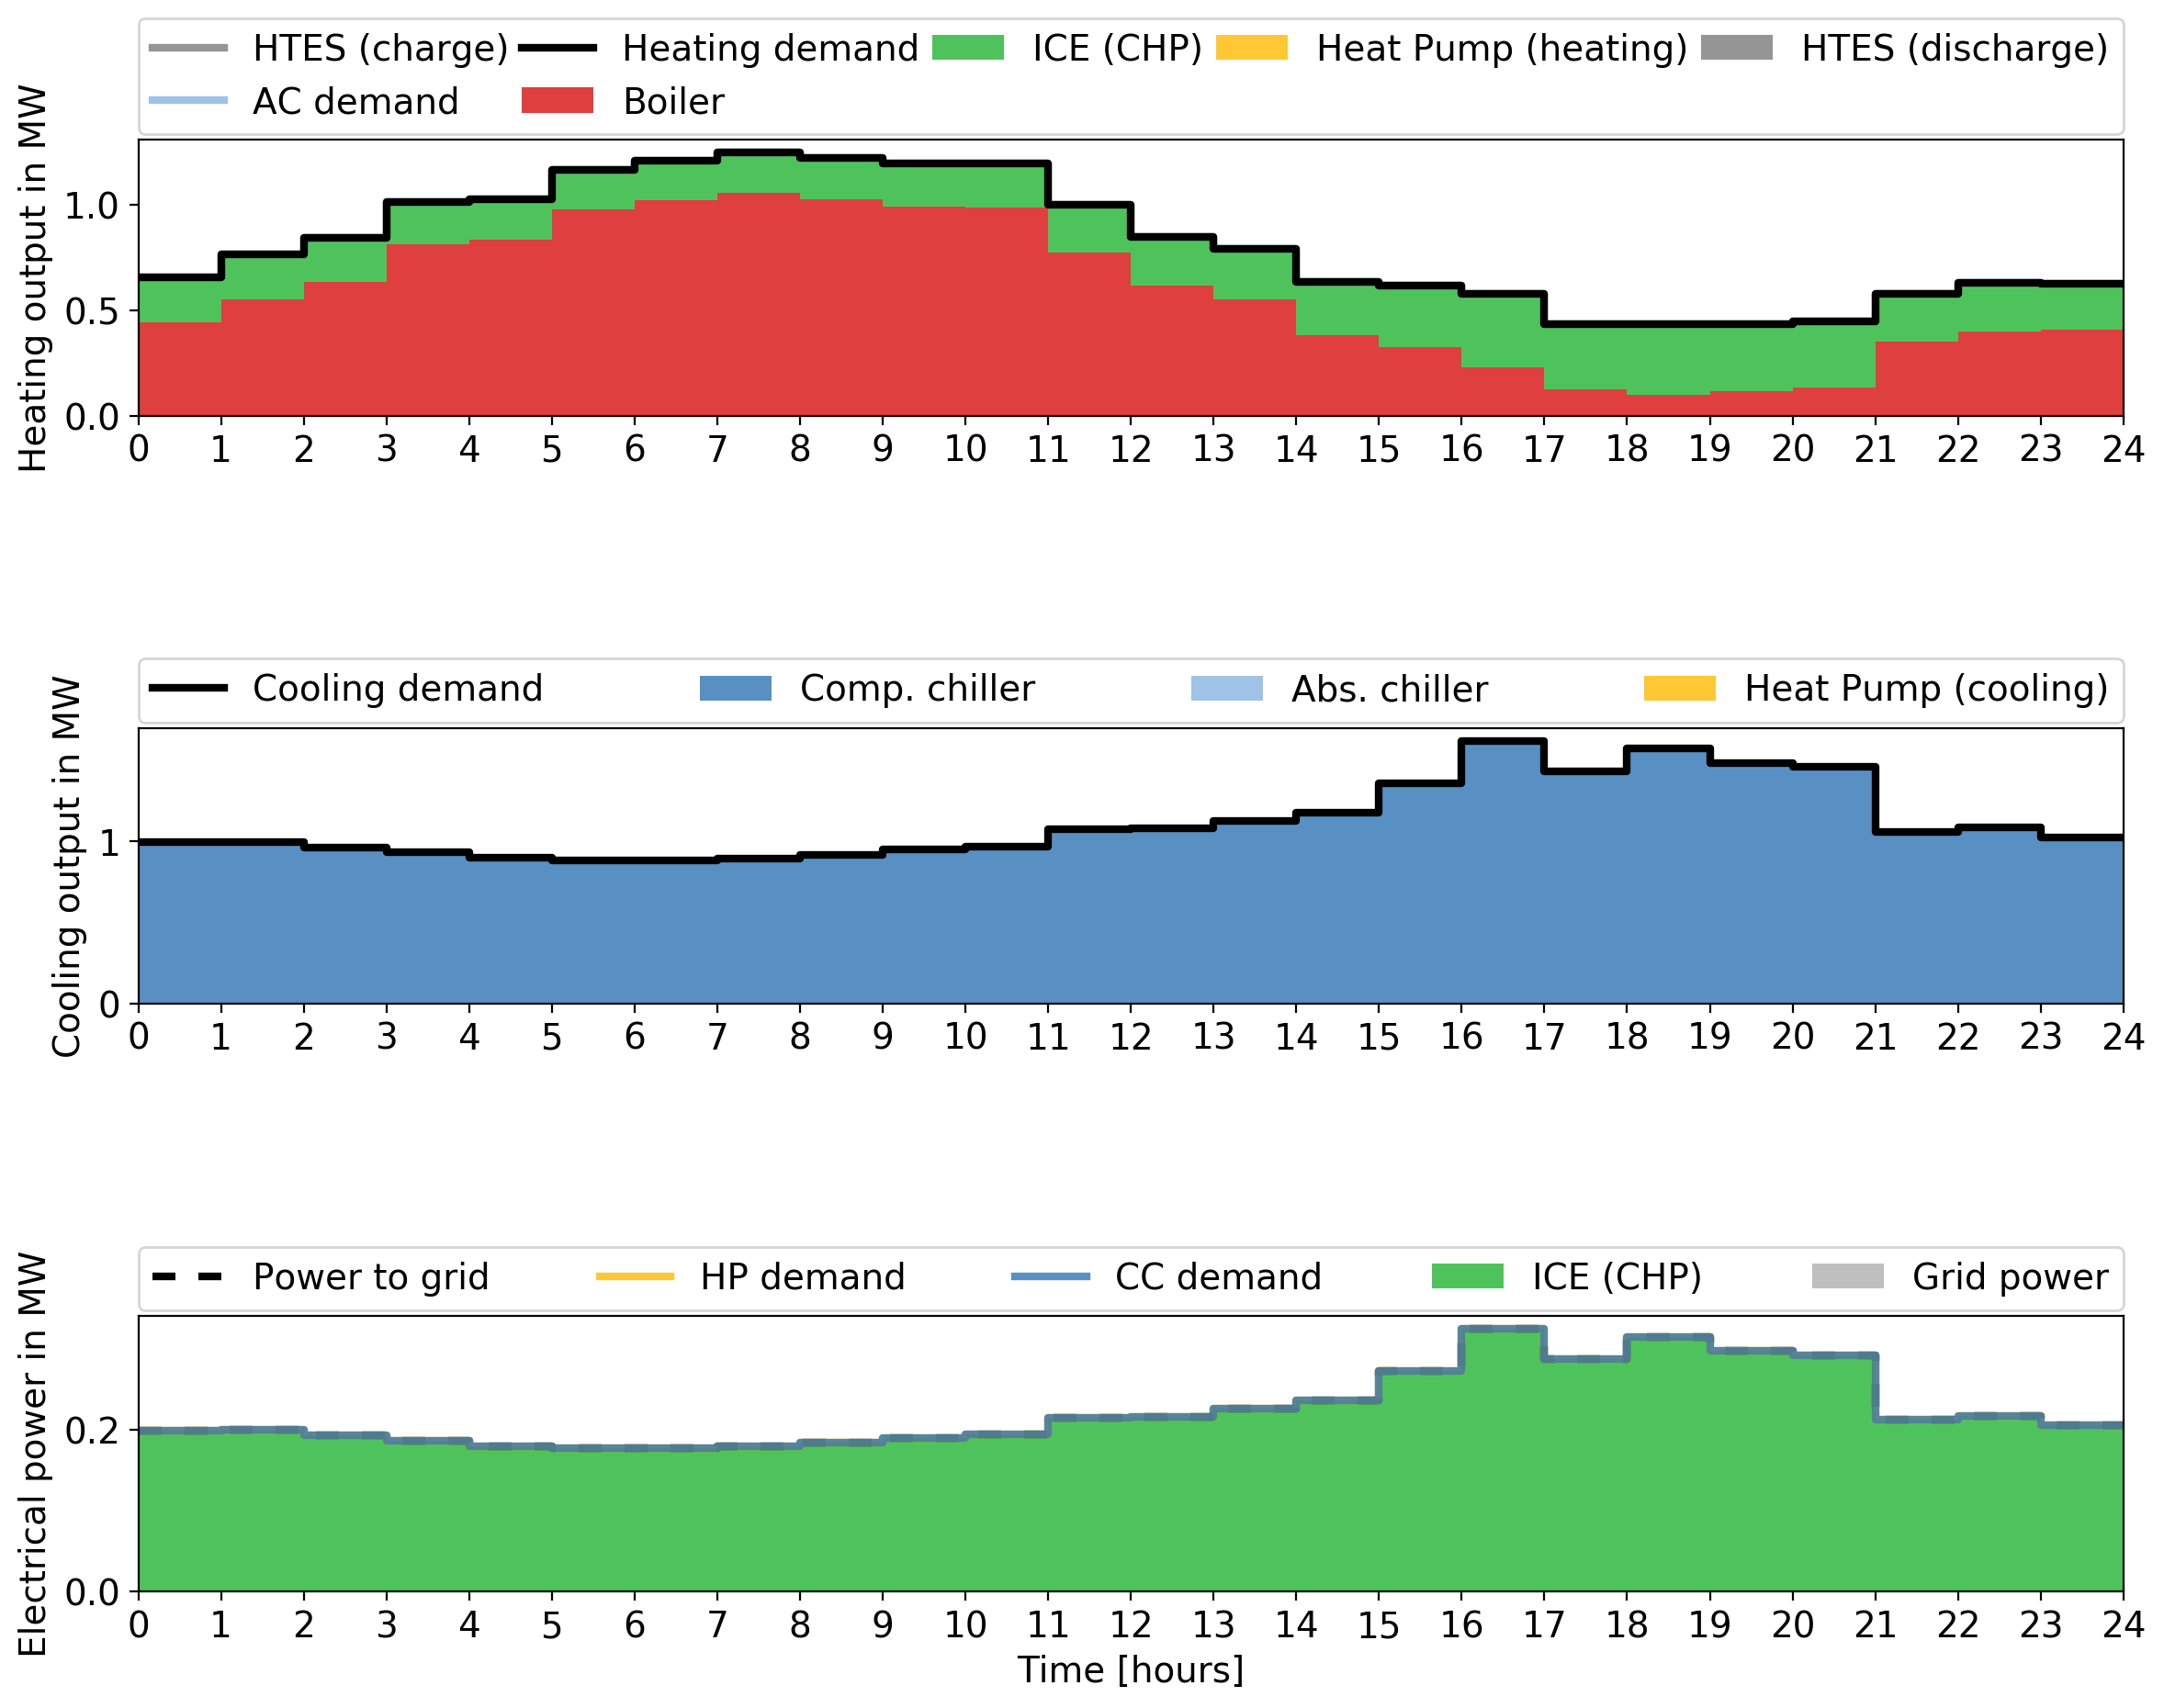 HTES (charge) Heating demand ICE (CHP) Heat Pump (heating) HTES (discharge)
AC demand Boiler
Heating output in MW
1.0
0.5
0.0
0 1 2 3 4 5 6 7 8 9 10 11 12 13 14 15 16 17 18 19 20 21 22 23 24
Cooling demand Comp. chiller Abs. chiller Heat Pump (cooling)
Cooling output in MW
1
0
0 1 2 3 4 5 6 7 8 9 10 11 12 13 14 15 16 17 18 19 20 21 22 23 24
Power to grid HP demand CC demand ICE (CHP) Grid power
Electrical power in MW
0.2
0.0
0 1 2 3 4 5 6 7 8 9 10 11 12 13 14 15 16 17 18 19 20 21 22 23 24
Time [hours]